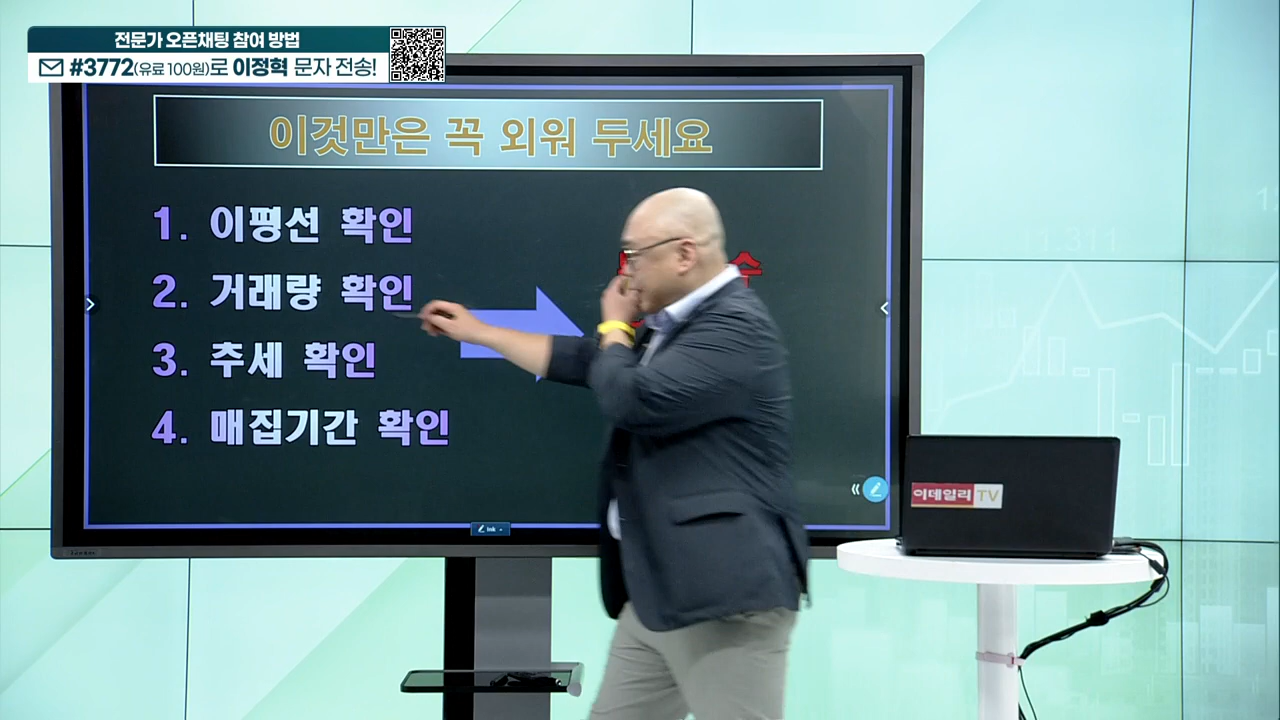 전문가 오픈채팅 참여 방법
#3772(유료 100원)로 이정혁 문자 전송!
이것만은 꼭 외워 두세요
1. 이평선 확인
2. 거래량 확인
3. 추세 확인
4. 매집기간 확인
수
Ink
이데일리TV